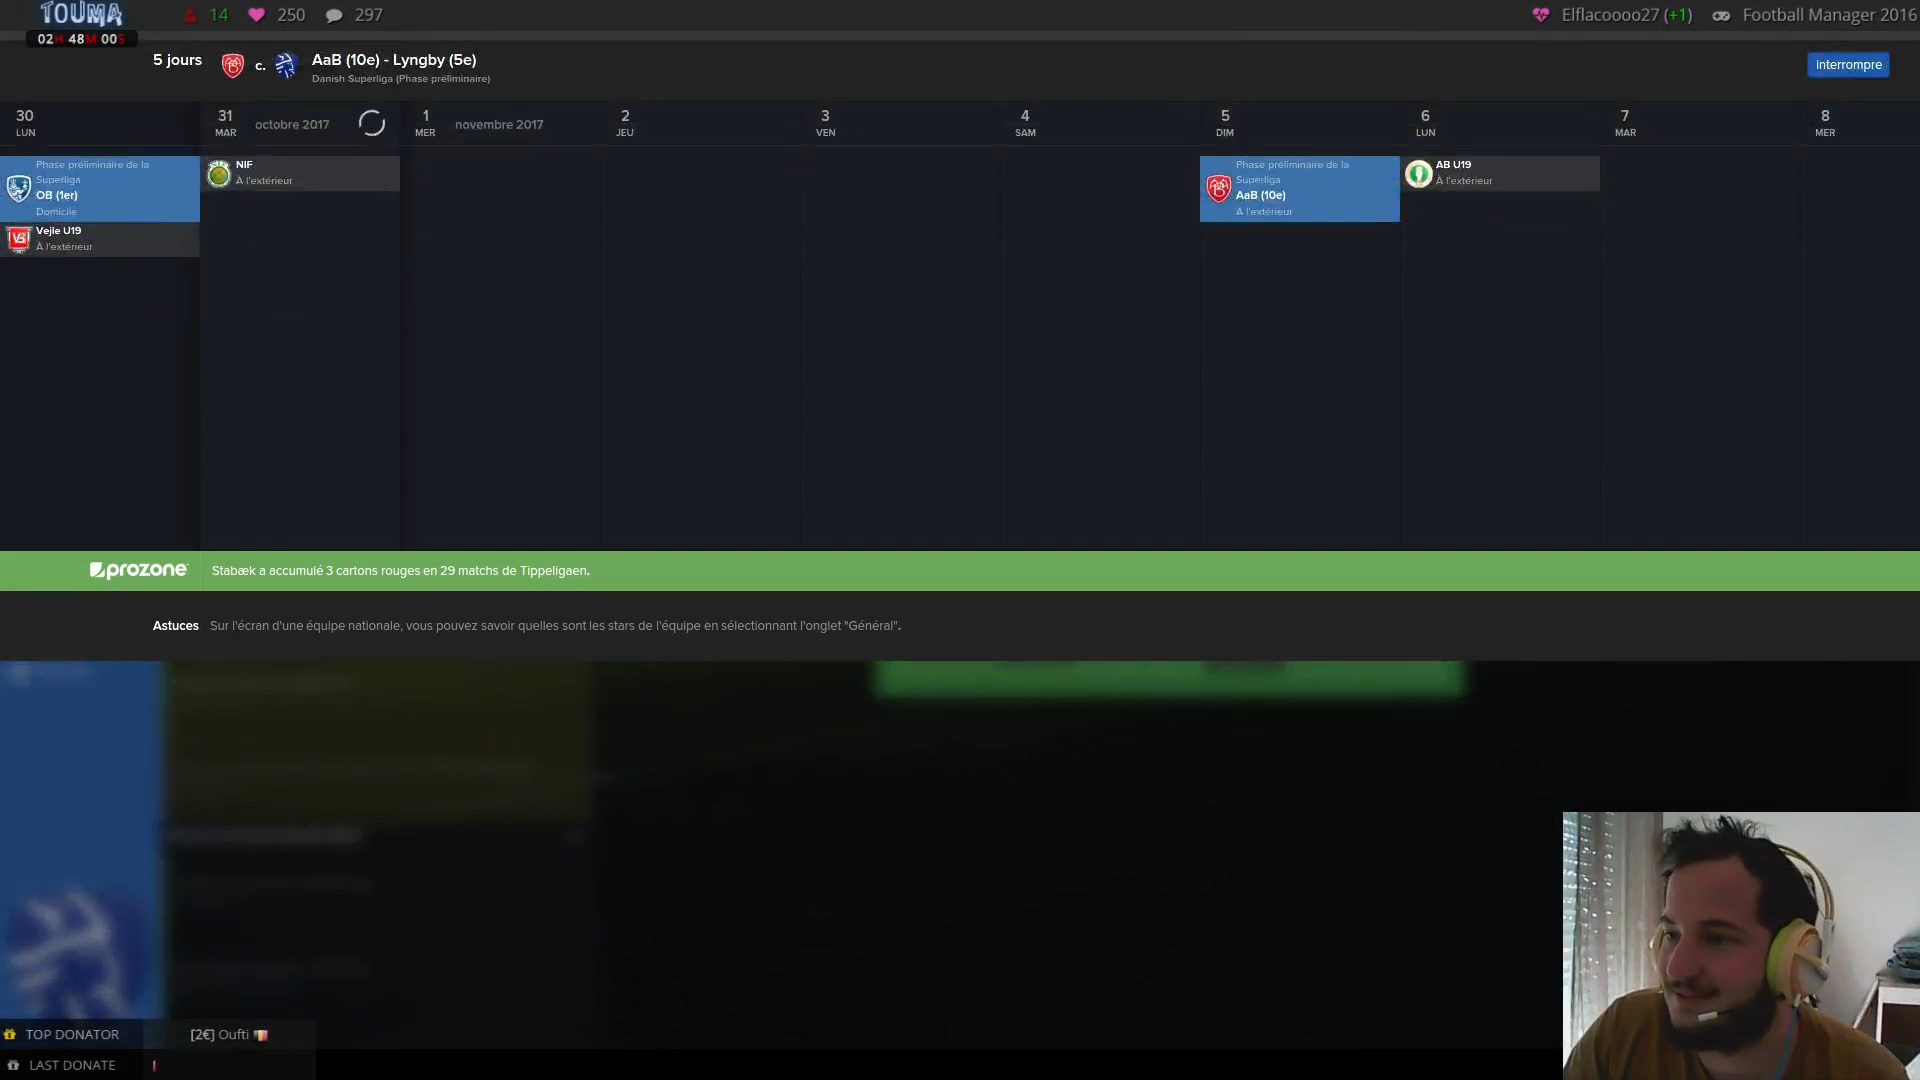 TOUMA
14 250 297
Elflacoooo27 (+1) Football Manager 2016
02H 48M 00S
5 jours
c.
AaB (10e) - Lyngby (5e)
Danish Superliga (Phase préliminaire)
Interrompre
30
LUN
31
MAR
octobre 2017
1
MER
novembre 2017
2
JEU
3
VEN
4
SAM
5
DIM
6
LUN
7
MAR
8
MER
Phase préliminaire de la
Superliga
OB (1er)
Domicile
Vejle U19
À l'extérieur
NIF
À l'extérieur
Phase préliminaire de la
Superliga
AaB (10e)
À l'extérieur
AB U19
À l'extérieur
prozone
Stabæk a accumulé 3 cartons rouges en 29 matchs de Tippeligaen.
Astuces Sur l'écran d'une équipe nationale, vous pouvez savoir quelles sont les stars de l'équipe en sélectionnant l'onglet "Général".
TOP DONATOR [2€] Oufti
LAST DONATE